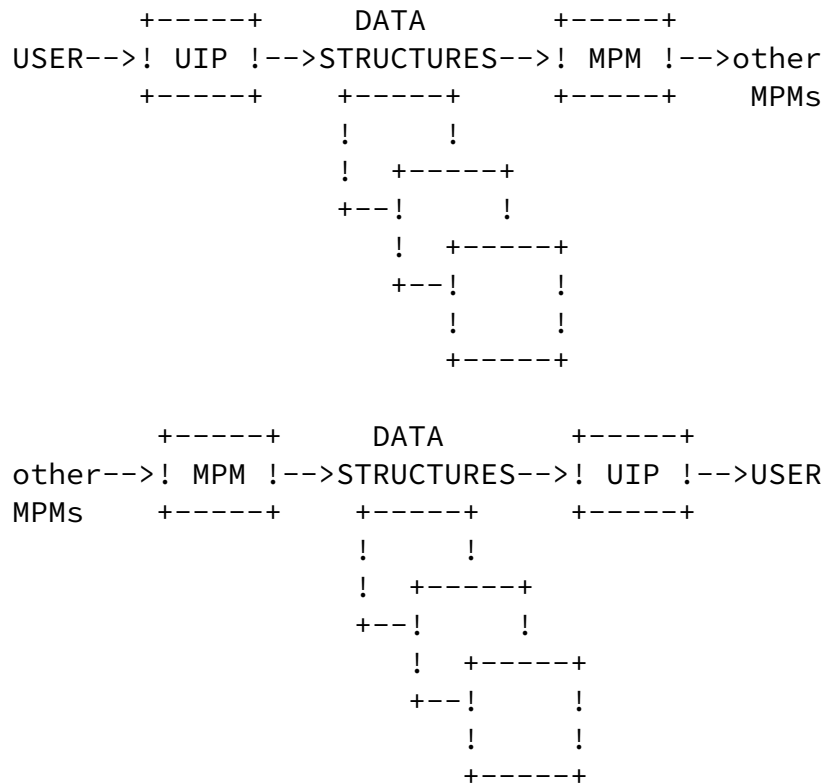 +-----+     DATA       +-----+
USER-->! UIP !-->STRUCTURES-->! MPM !-->other
       +-----+    +-----+     +-----+    MPMs
                  !     !
                  !  +-----+
                  +--!     !
                     !  +-----+
                     +--!     !
                        !     !
                        +-----+

        +-----+     DATA       +-----+
other-->! MPM !-->STRUCTURES-->! UIP !-->USER
MPMs    +-----+    +-----+     +-----+
                   !     !
                   !  +-----+
                   +--!     !
                      !  +-----+
                      +--!     !
                         !     !
                         +-----+